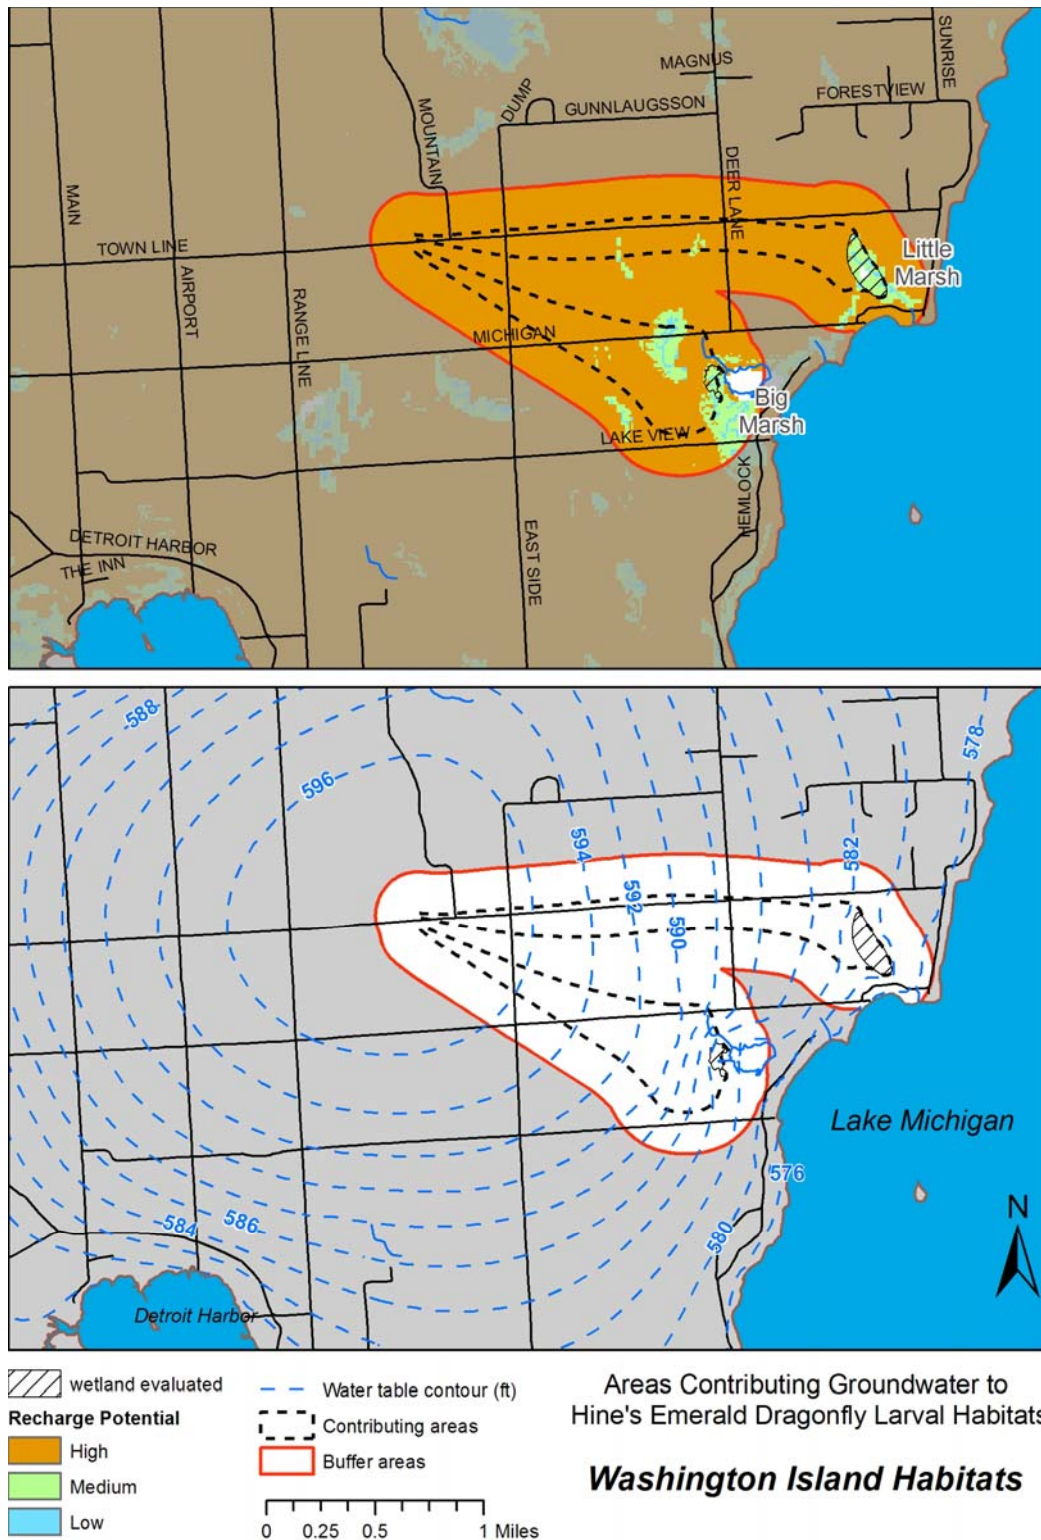 SUNRISE
MAGNUS
FORESTVIEW
DUMP
GUNNLAUGSSON
MOUNTAIN
DEER LANE
MAIN
TOWN LINE
AIRPORT
RANGE LINE
MICHIGAN
Little
Marsh
Big
Marsh
LAKE VIEW
HEMLOCK
EAST SIDE
DETROIT HARBOR
THE INN
588
596
578
594
582
592
590
Lake Michigan
576
584
586
580
N
Detroit Harbor
wetland evaluated
Recharge Potential
High
Medium
Low
Water table contour (ft)
Contributing areas
Buffer areas
0 0.25 0.5 1 Miles
Areas Contributing Groundwater to
Hine's Emerald Dragonfly Larval Habitats
Washington Island Habitats